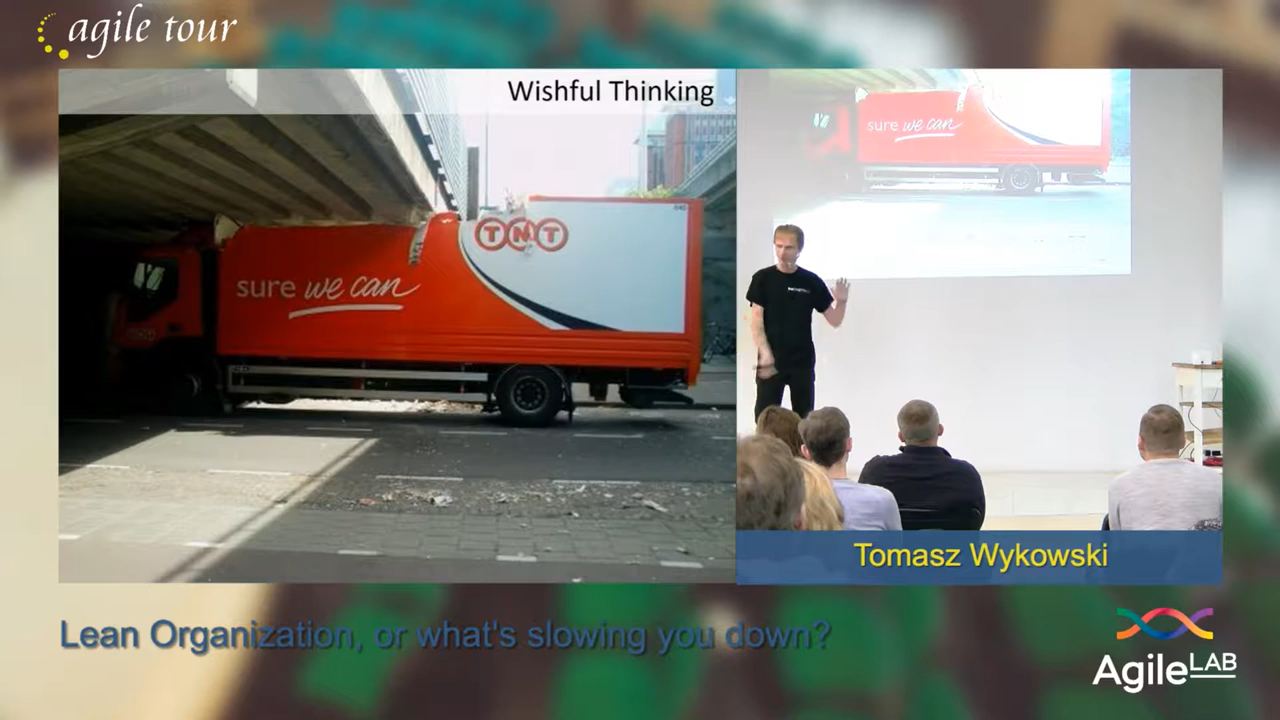 agile tour
Wishful Thinking
TNT
sure we can
sure we can
Tomasz Wykowski
Lean Organization, or what's slowing you down?
AgileLAB